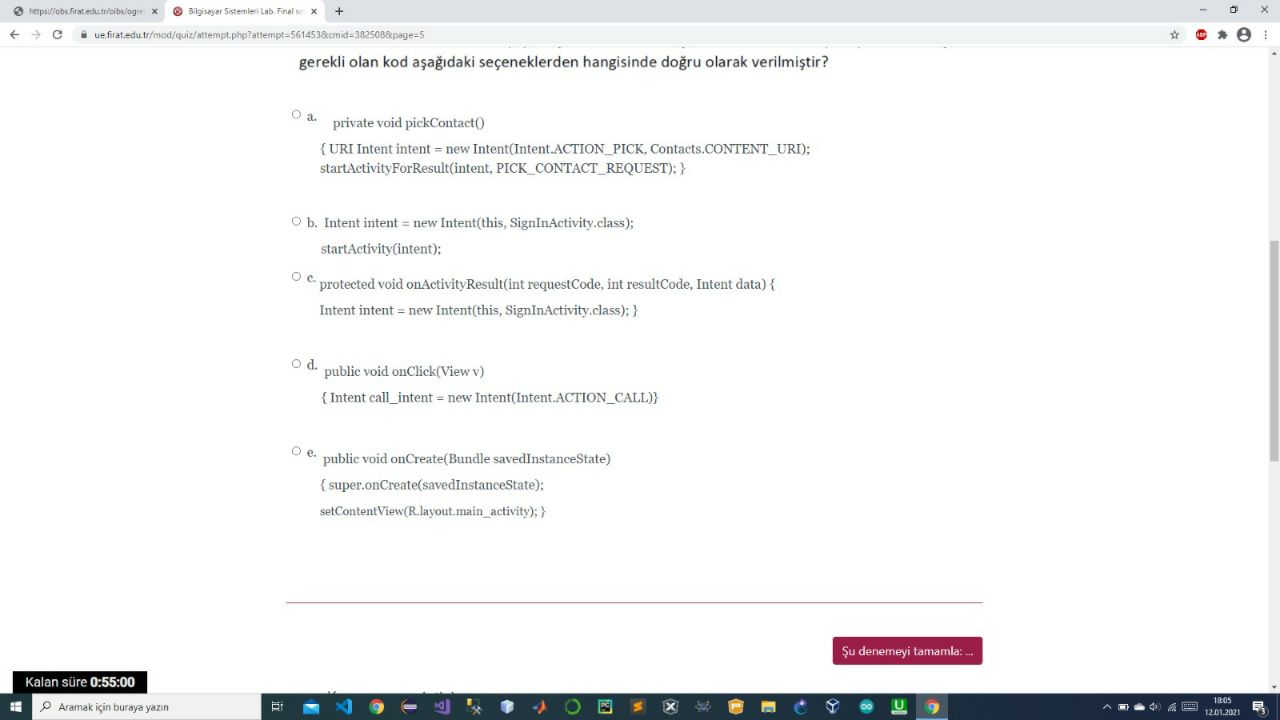 https://obs.firat.edu.tr/oibs/ogre
Bilgisayar Sistemleri Lab. Final sın
ue.firat.edu.tr/mod/quiz/attempt.php?attempt=561453&cmid=382508&page=5
ABP
gerekli olan kod aşağıdaki seçeneklerden hangisinde doğru olarak verilmiştir?
a. private void pickContact()
{ URI Intent intent = new Intent(Intent.ACTION_PICK, Contacts.CONTENT_URI);
startActivityForResult(intent, PICK_CONTACT_REQUEST); }
b. Intent intent = new Intent(this, SignInActivity.class);
startActivity(intent);
c. protected void onActivityResult(int requestCode, int resultCode, Intent data) {
Intent intent = new Intent(this, SignInActivity.class); }
d. public void onClick(View v)
{ Intent call_intent = new Intent(Intent.ACTION_CALL)}
e. public void onCreate(Bundle savedInstanceState)
{ super.onCreate(savedInstanceState);
setContentView(R.layout.main_activity); }
Şu denemeyi tamamla: ...
Kalan süre 0:55:00
Aramak için buraya yazın
18:05
12.01.2021
3